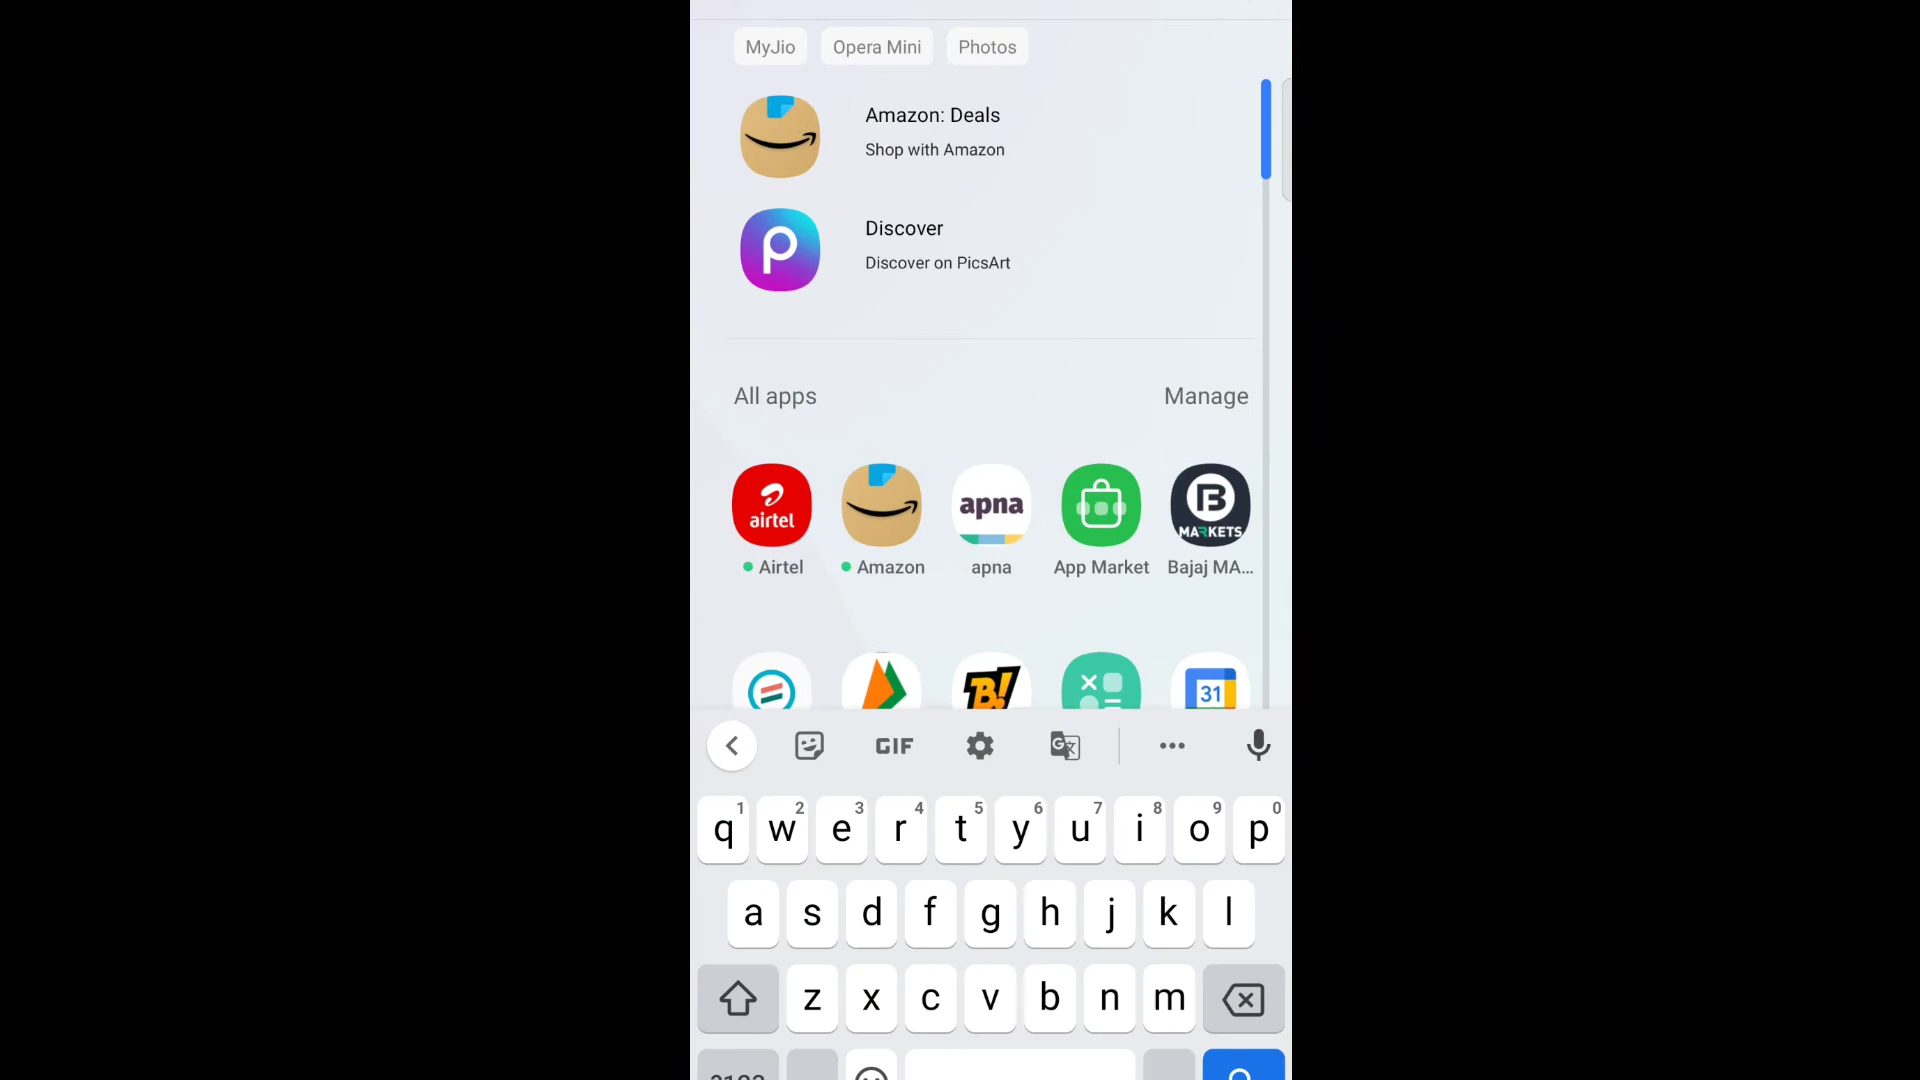 MyJio Opera Mini Photos
Amazon: Deals
Shop with Amazon
Discover
Discover on PicsArt
All apps Manage
airtel apna B MARKETS
Airtel Amazon apna App Market Bajaj MA...
B! 31
GIF
1 2 3 4 5 6 7 8 9 0
q w e r t y u i o p
a s d f g h j k l
z x c v b n m